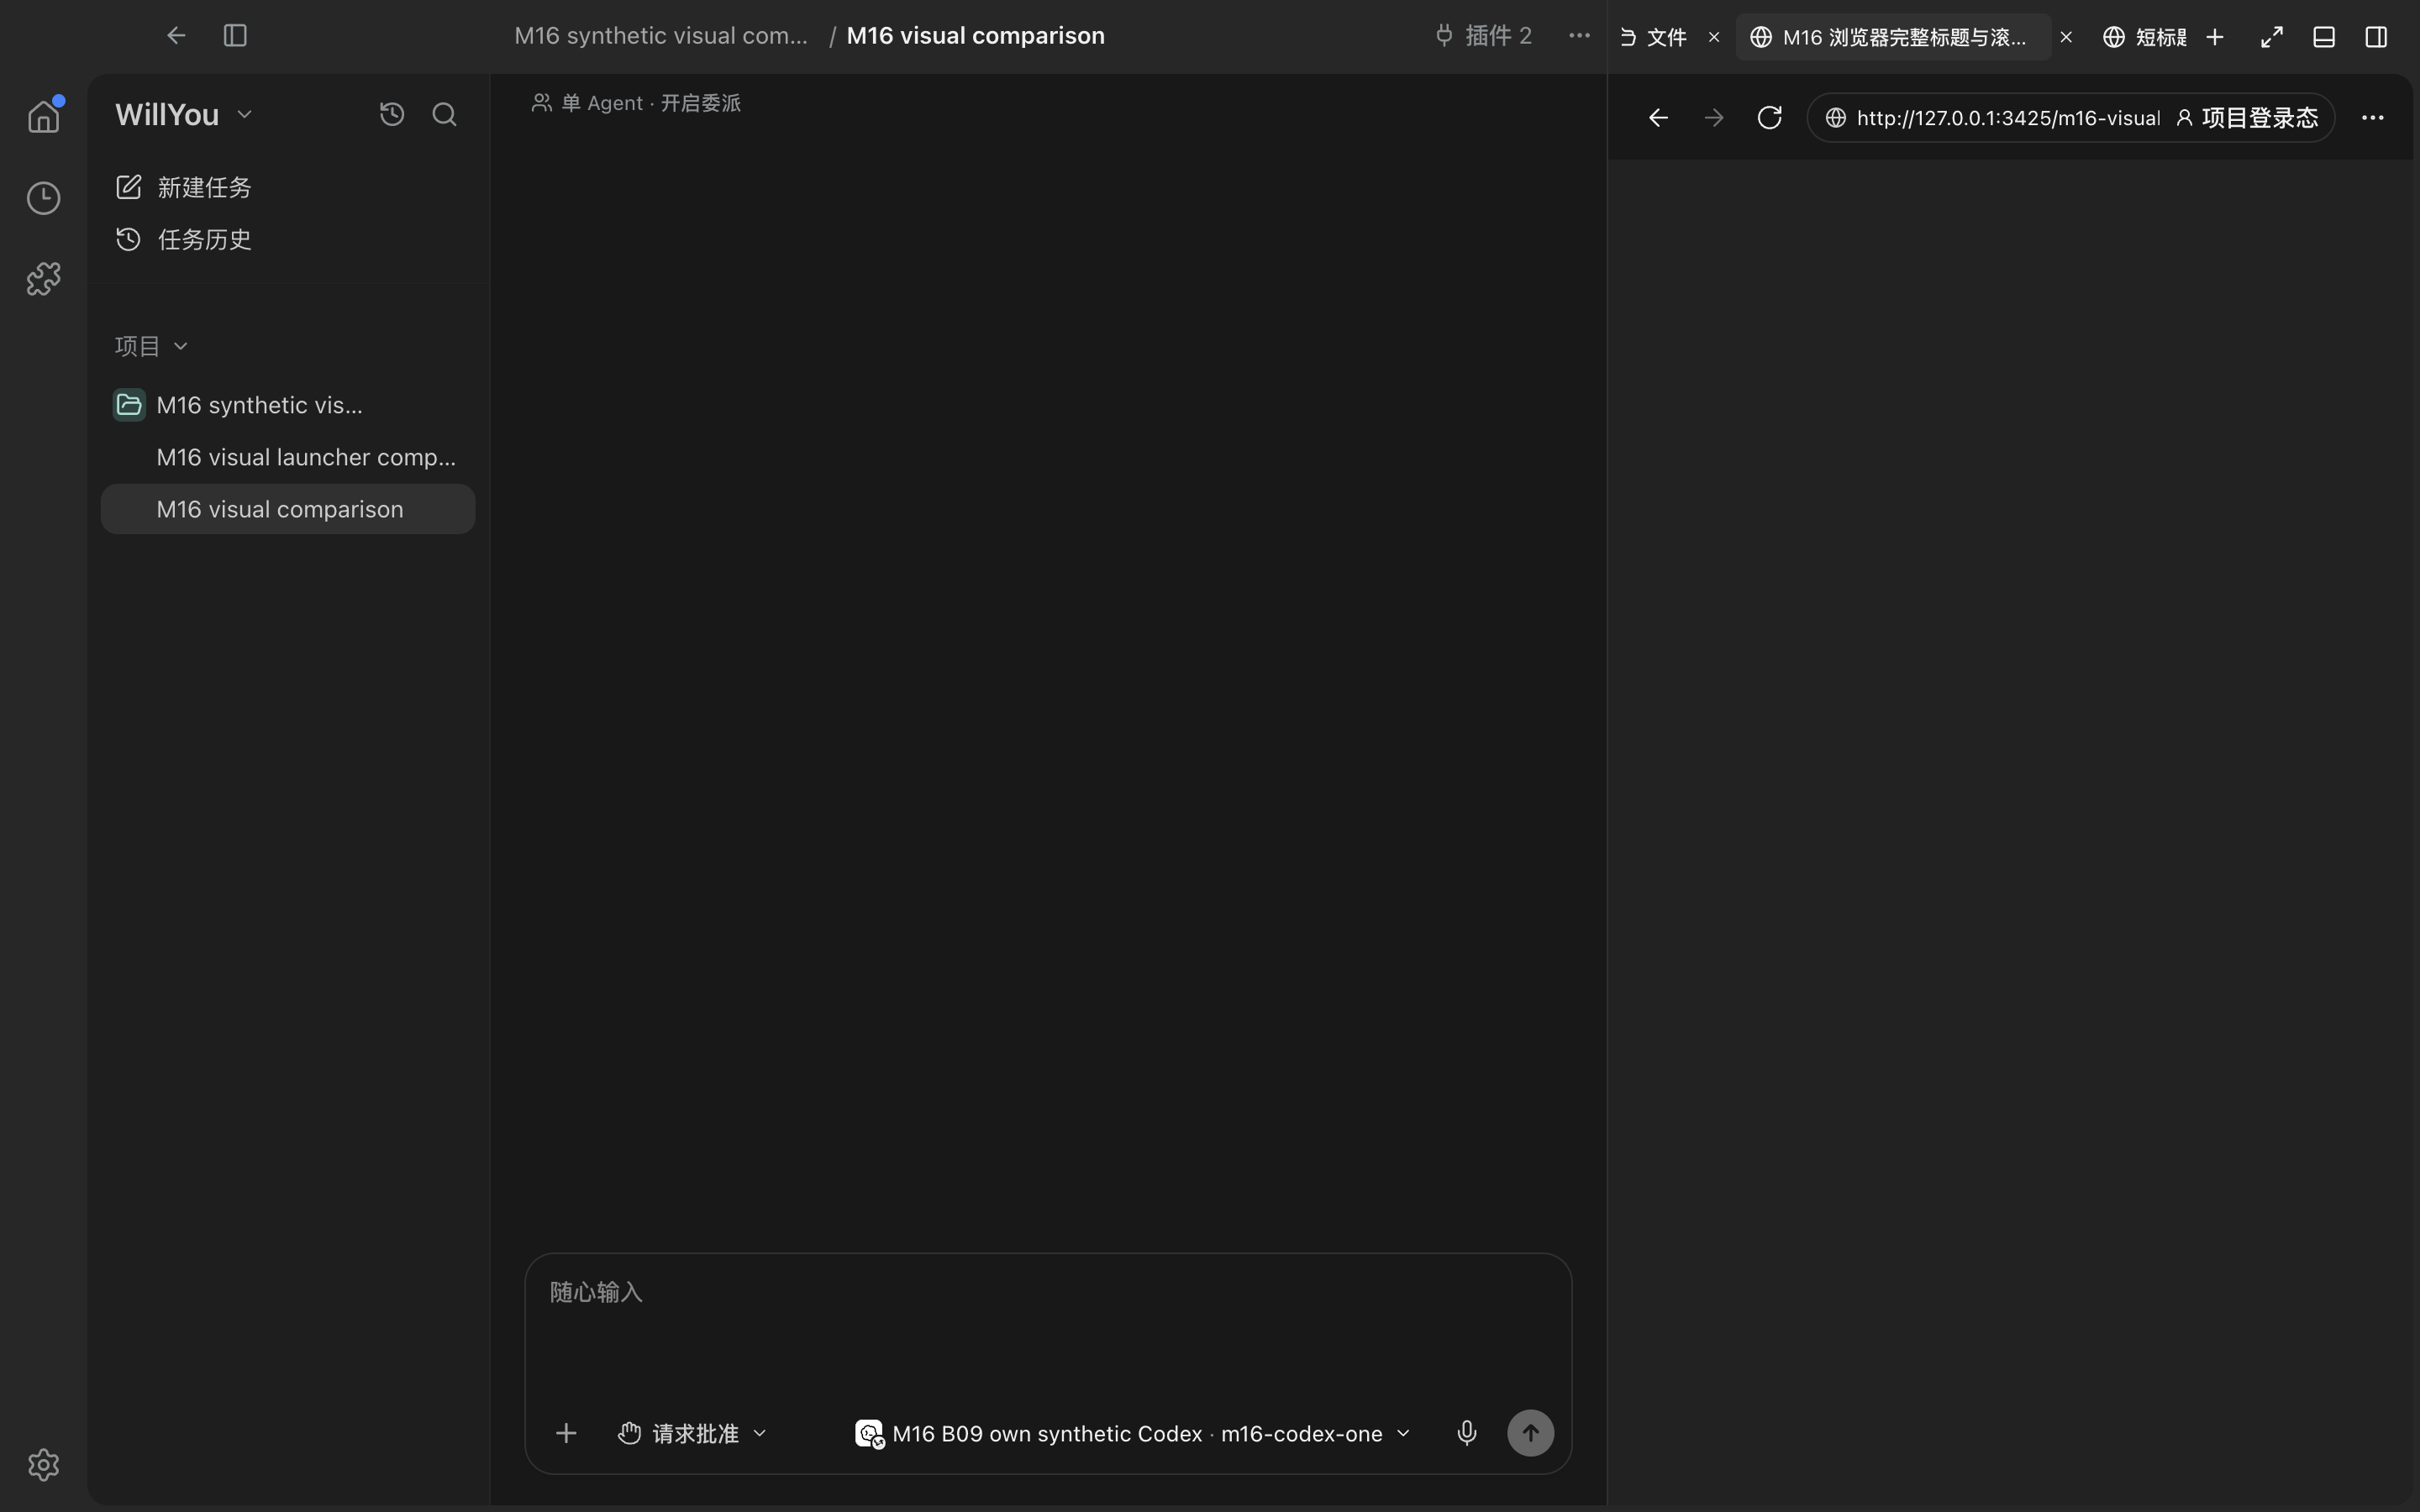 M16 synthetic visual com... / M16 visual comparison
插件 2
文件
M16 浏览器完整标题与滚...
短标
WillYou
新建任务
任务历史
项目
M16 synthetic vis...
M16 visual launcher comp...
M16 visual comparison
单 Agent · 开启委派
http://127.0.0.1:3425/m16-visual
项目登录态
随心输入
请求批准
M16 B09 own synthetic Codex · m16-codex-one